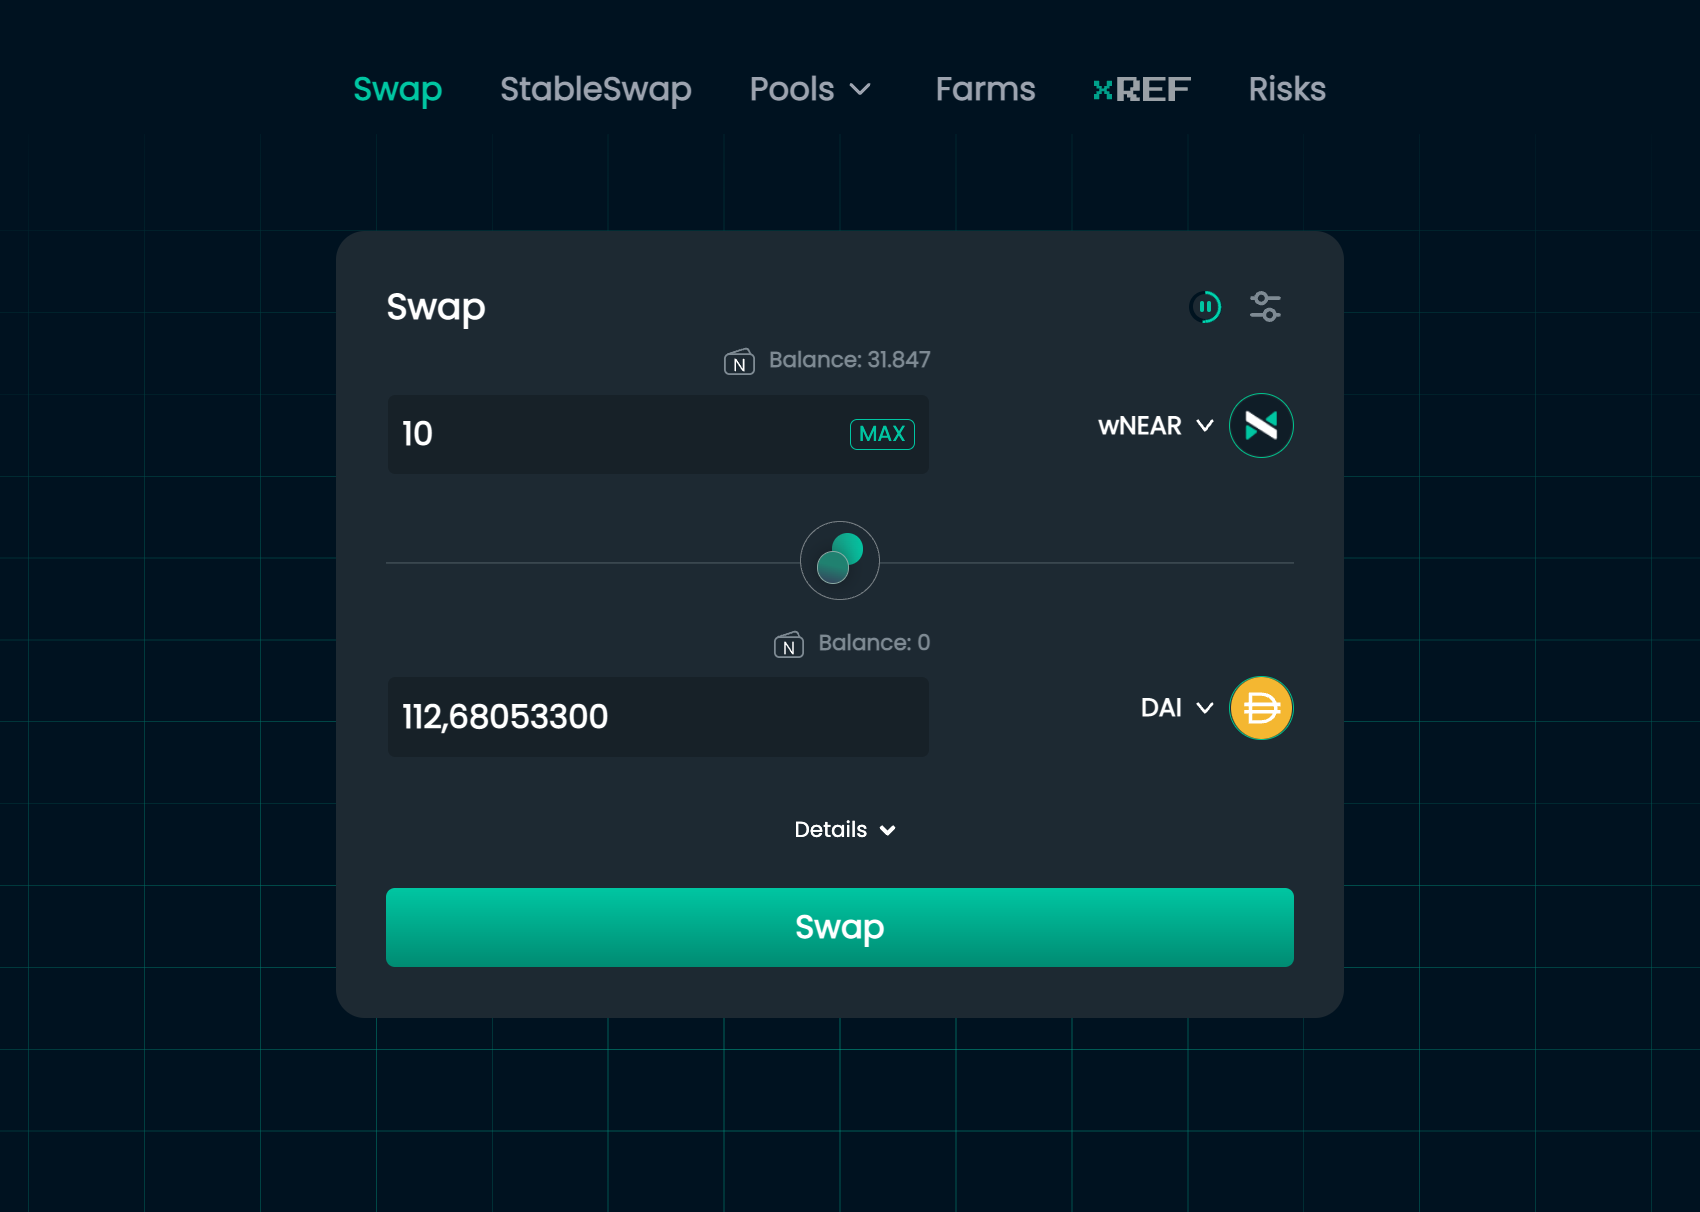 Swap StableSwap Pools Farms xREF Risks
Swap
N Balance: 31.847
10 MAX wNEAR
N Balance: 0
112,68053300 DAI
Details
Swap